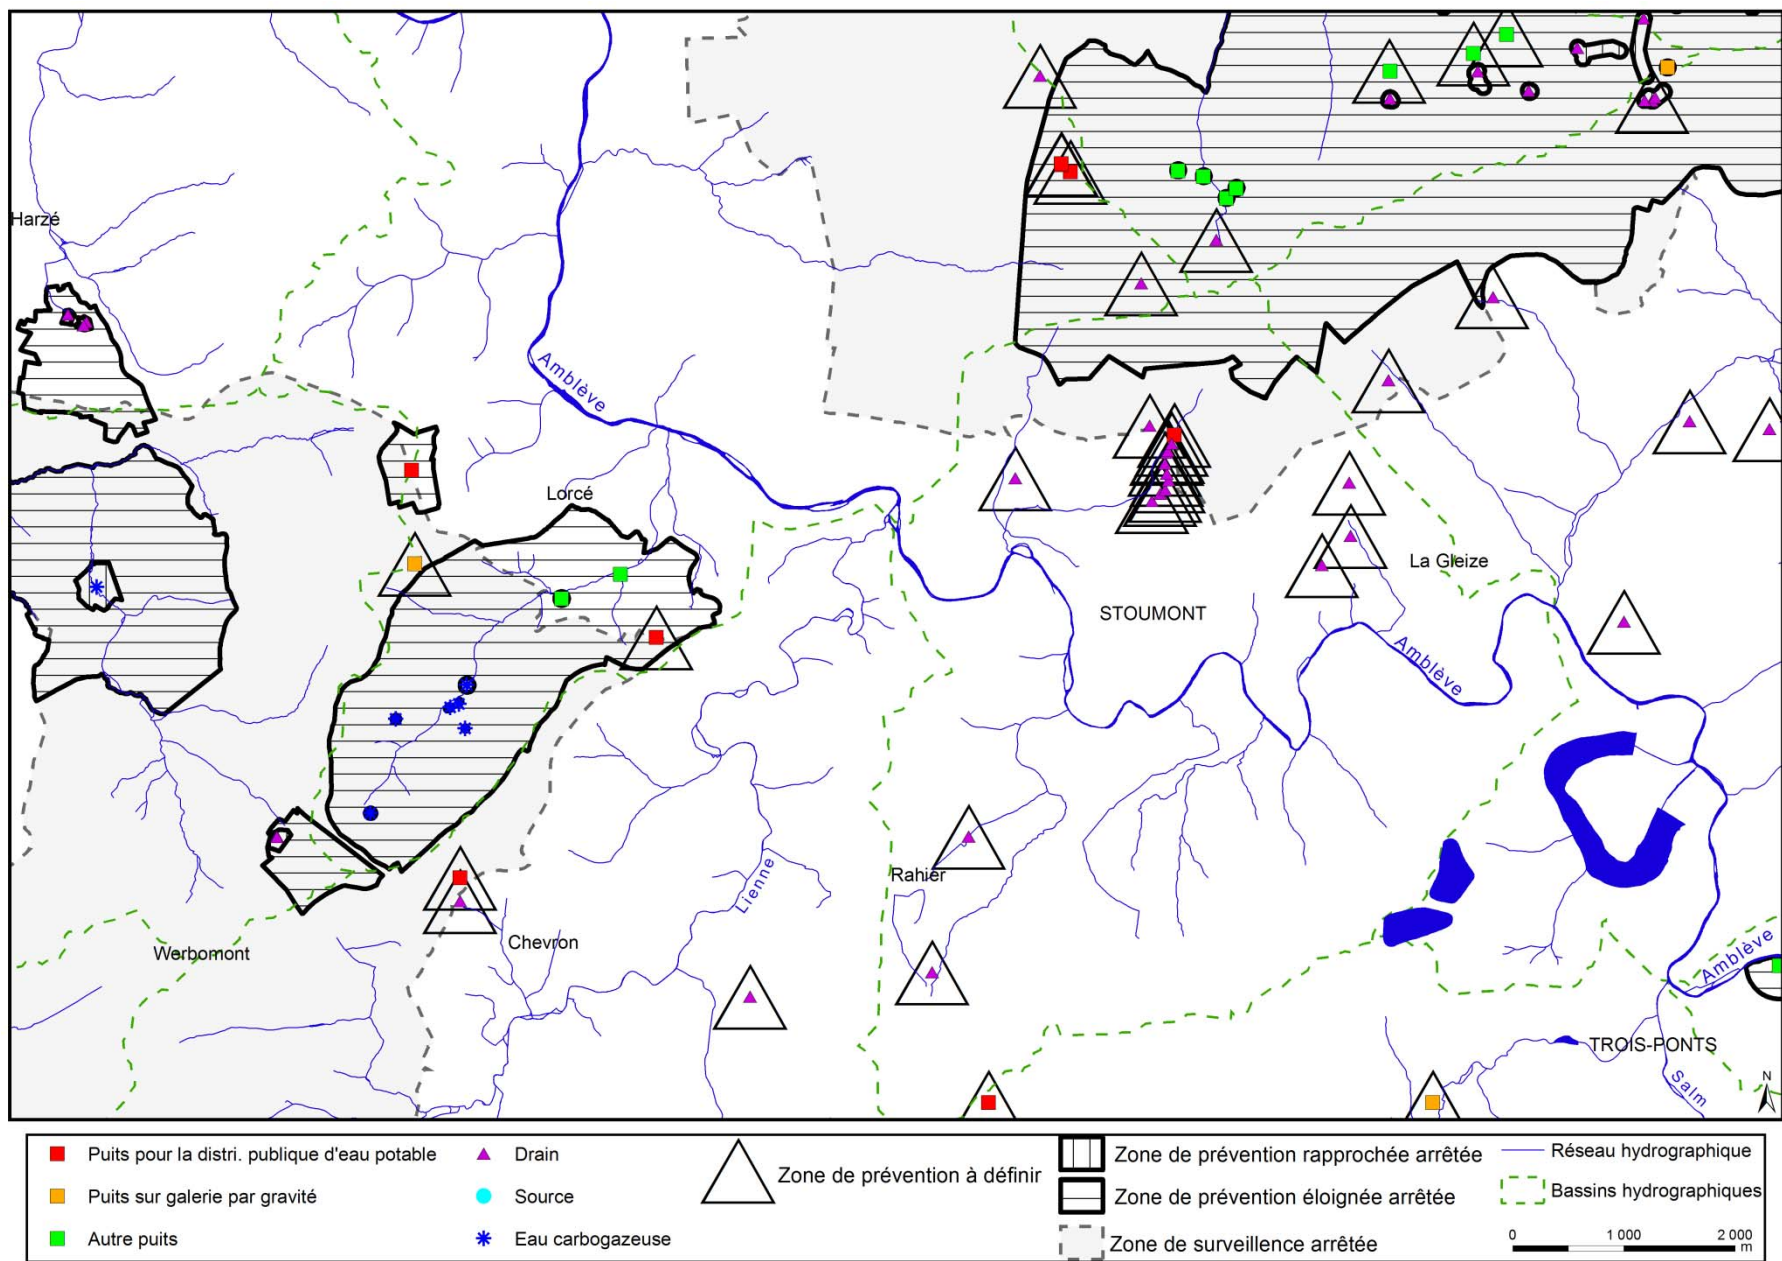 Harzé
Amblève
Lorcé
La Gleize
STOUMONT
Amblève
Lienne
Rahier
Chevron
Werbomont
Amblève
TROIS-PONTS
Salm
N
Puits pour la distri. publique d'eau potable
Puits sur galerie par gravité
Autre puits
Drain
Source
Eau carbogazeuse
Zone de prévention à définir
Zone de prévention rapprochée arrêtée
Zone de prévention éloignée arrêtée
Zone de surveillence arrêtée
Réseau hydrographique
Bassins hydrographiques
0 1 000 2 000
m